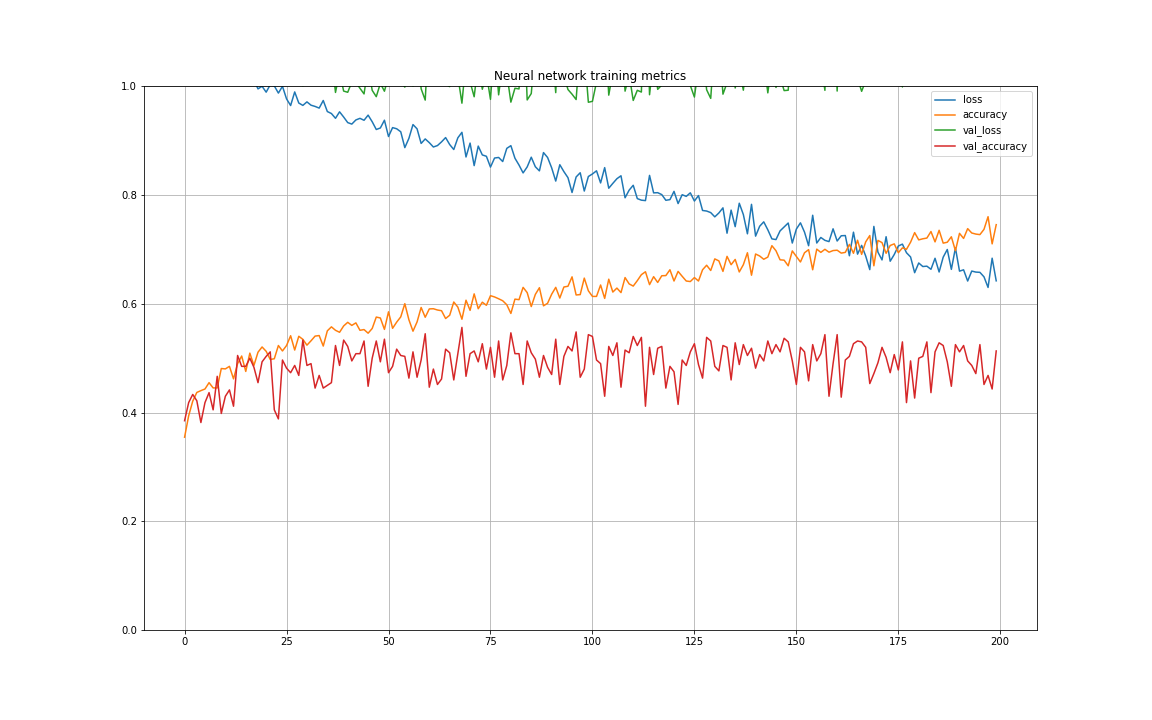 Neural network training metrics
1.0
0.8
0.6
0.4
0.2
0.0
loss
accuracy
val_loss
val_accuracy
0 25 50 75 100 125 150 175 200